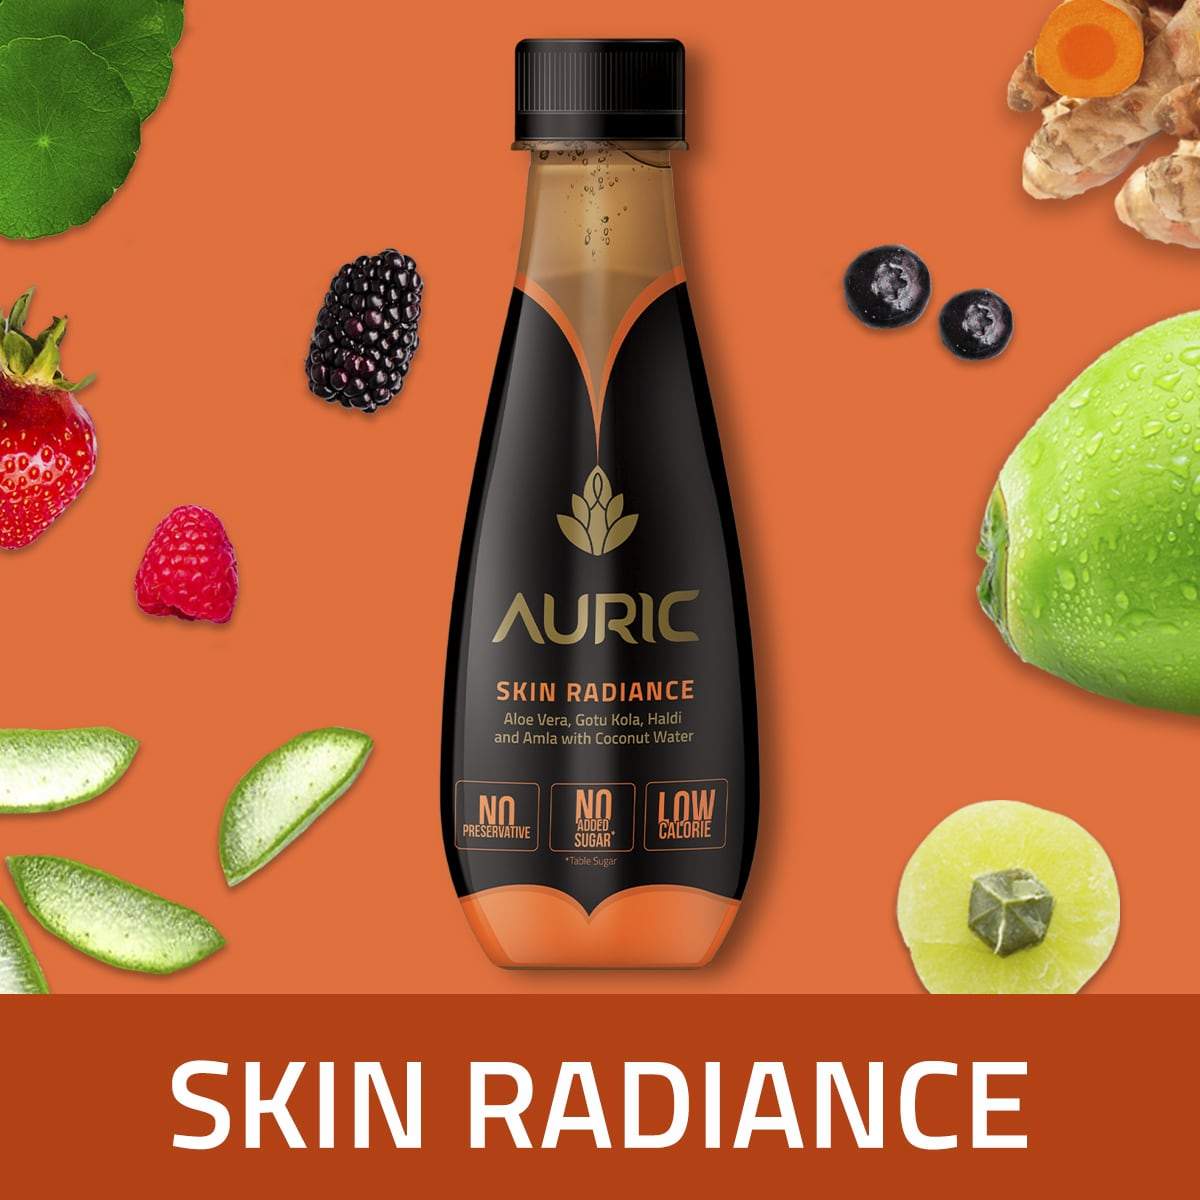 AURIC
SKIN RADIANCE
Aloe Vera, Gotu Kola, Haldi
and Amla with Coconut Water
NO
PRESERVATIVE
NO
ADDED
SUGAR*
LOW
CALORIE
*Table Sugar
SKIN RADIANCE